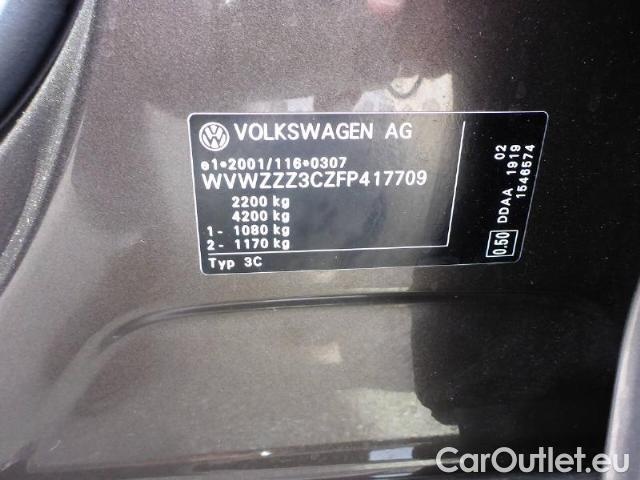 VOLKSWAGEN AG
e1*2001/116*0307
WVWZZZ3CZFP417709
2200 kg
4200 kg
1- 1080 kg
2- 1170 kg
Typ 3C
0.50 DDAA 1919 02
1546574
CarOutlet.eu